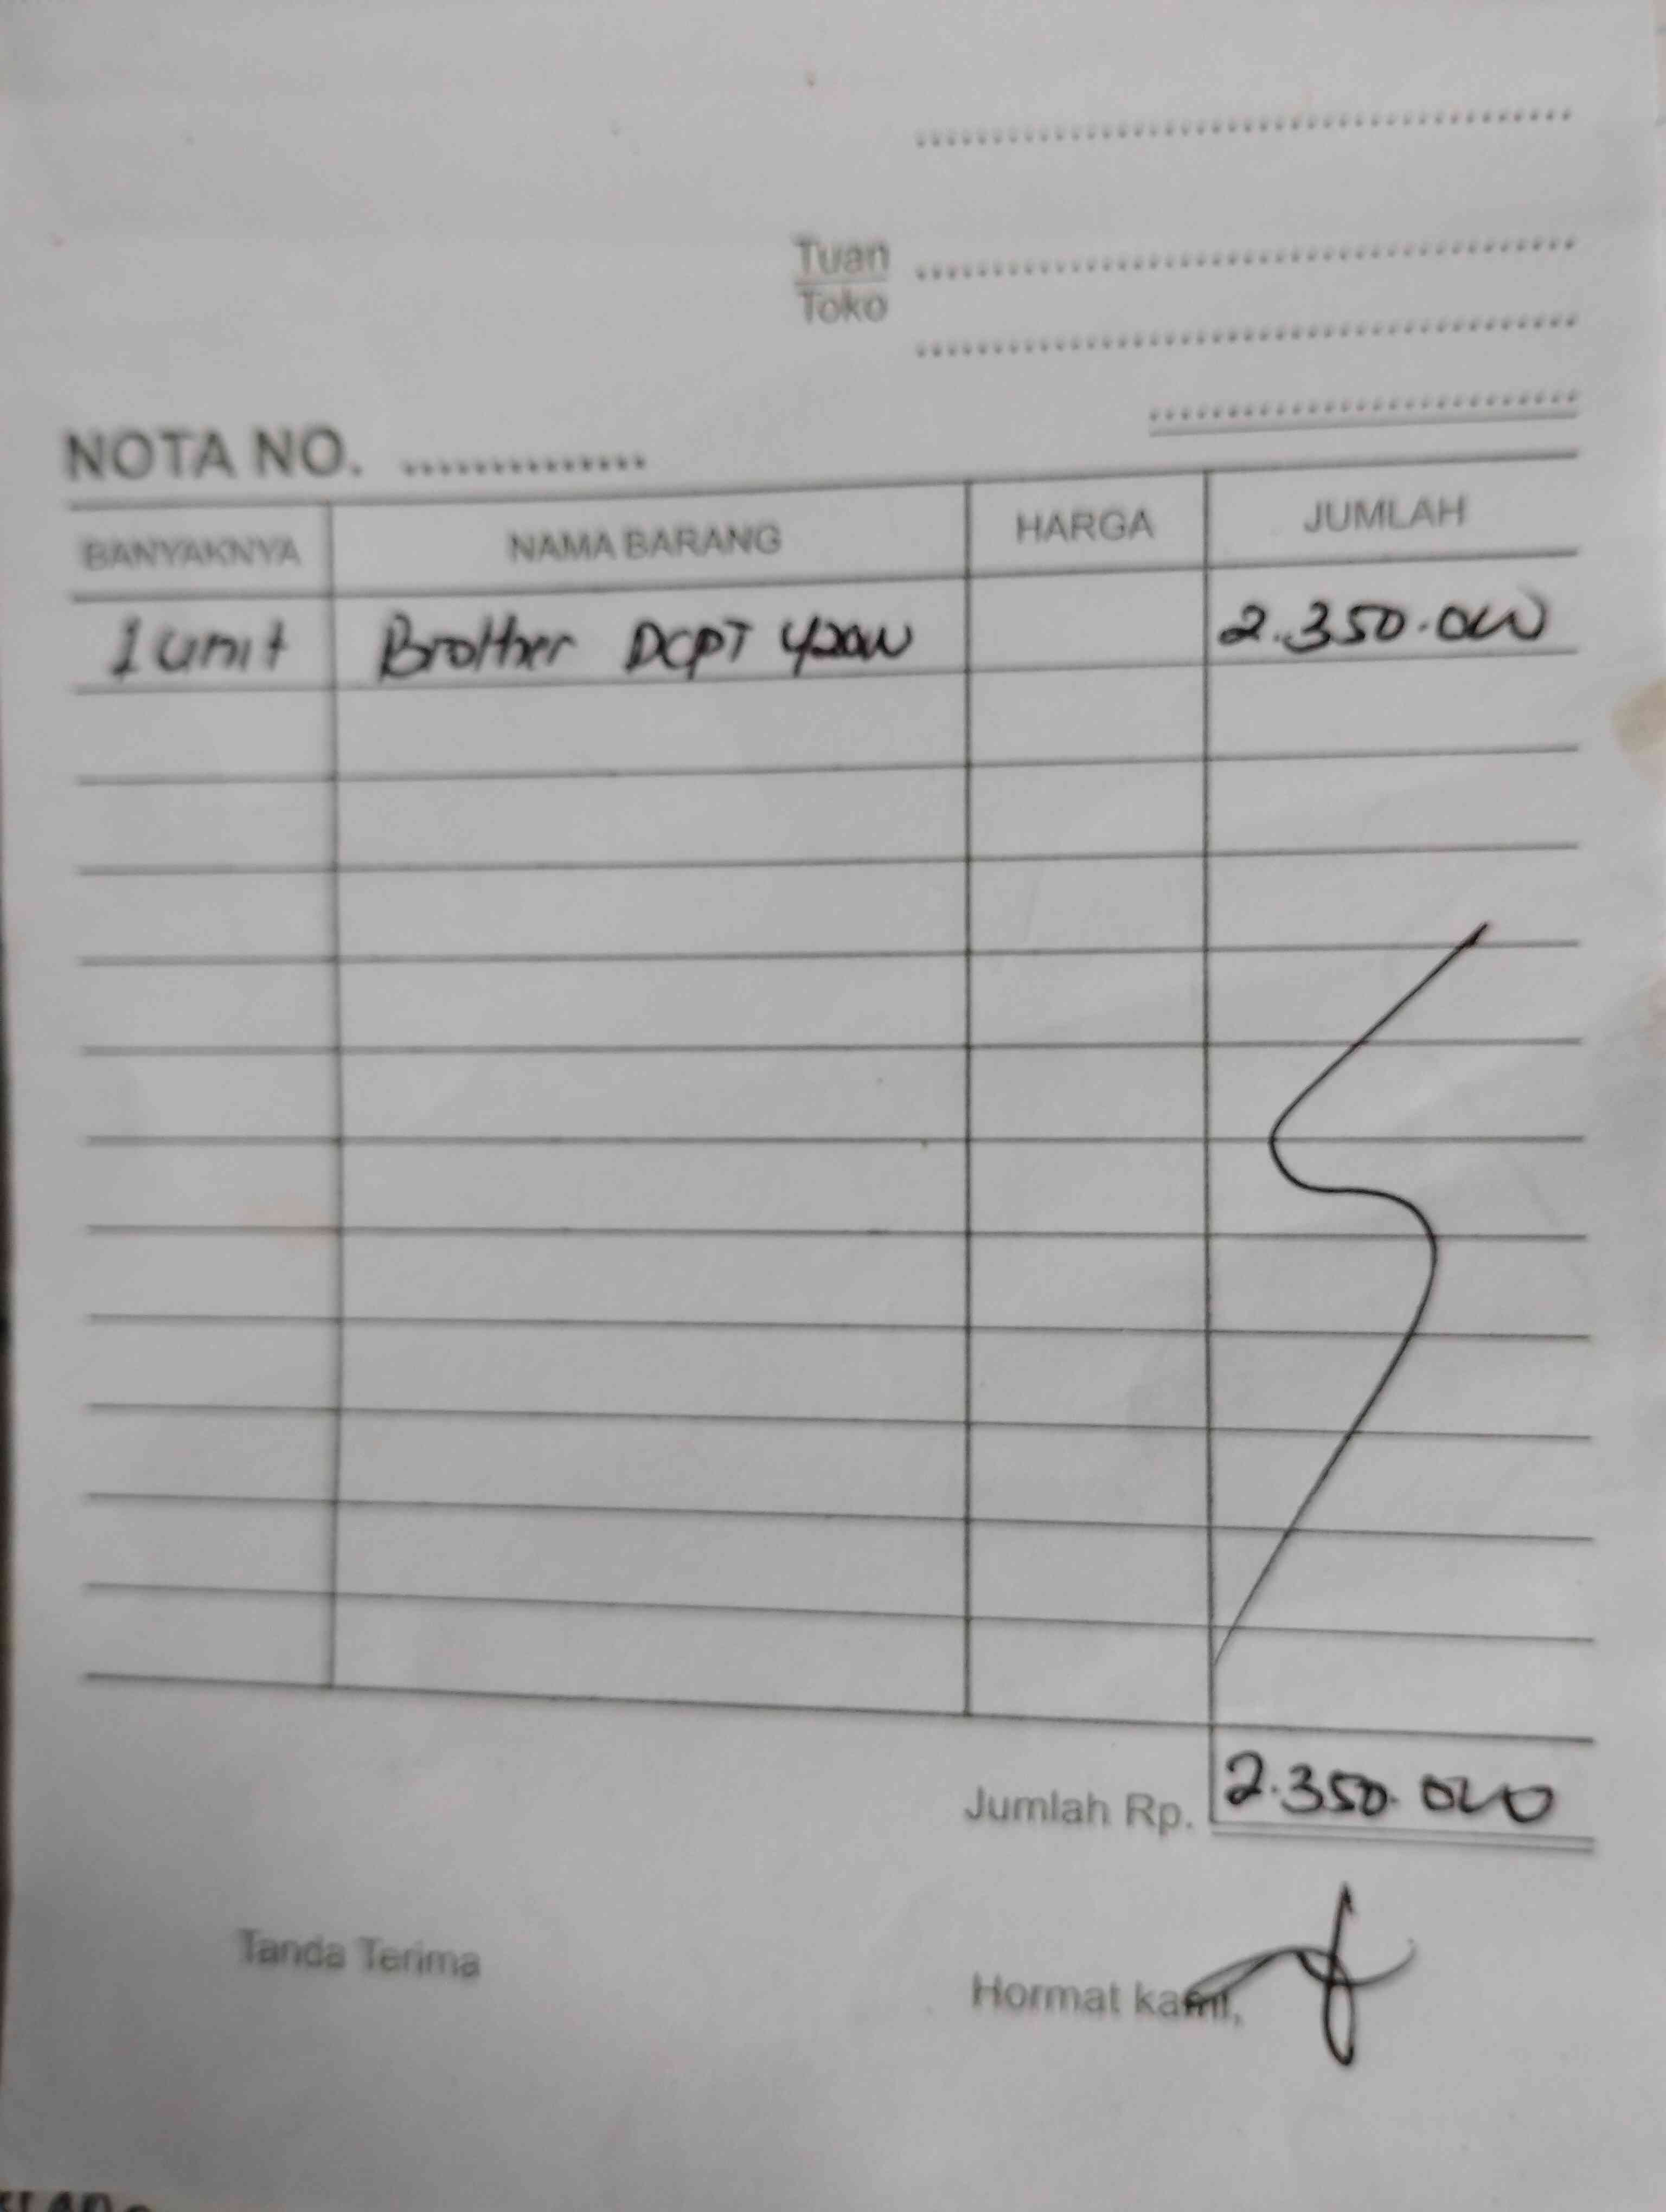 Tuan
Toko
NOTA NO. ..............
BANYAKNYA NAMA BARANG HARGA JUMLAH
1 unit Brother DCPT 420W 2.350.000
Jumlah Rp. 2.350.000
Tanda Terima Hormat kami,